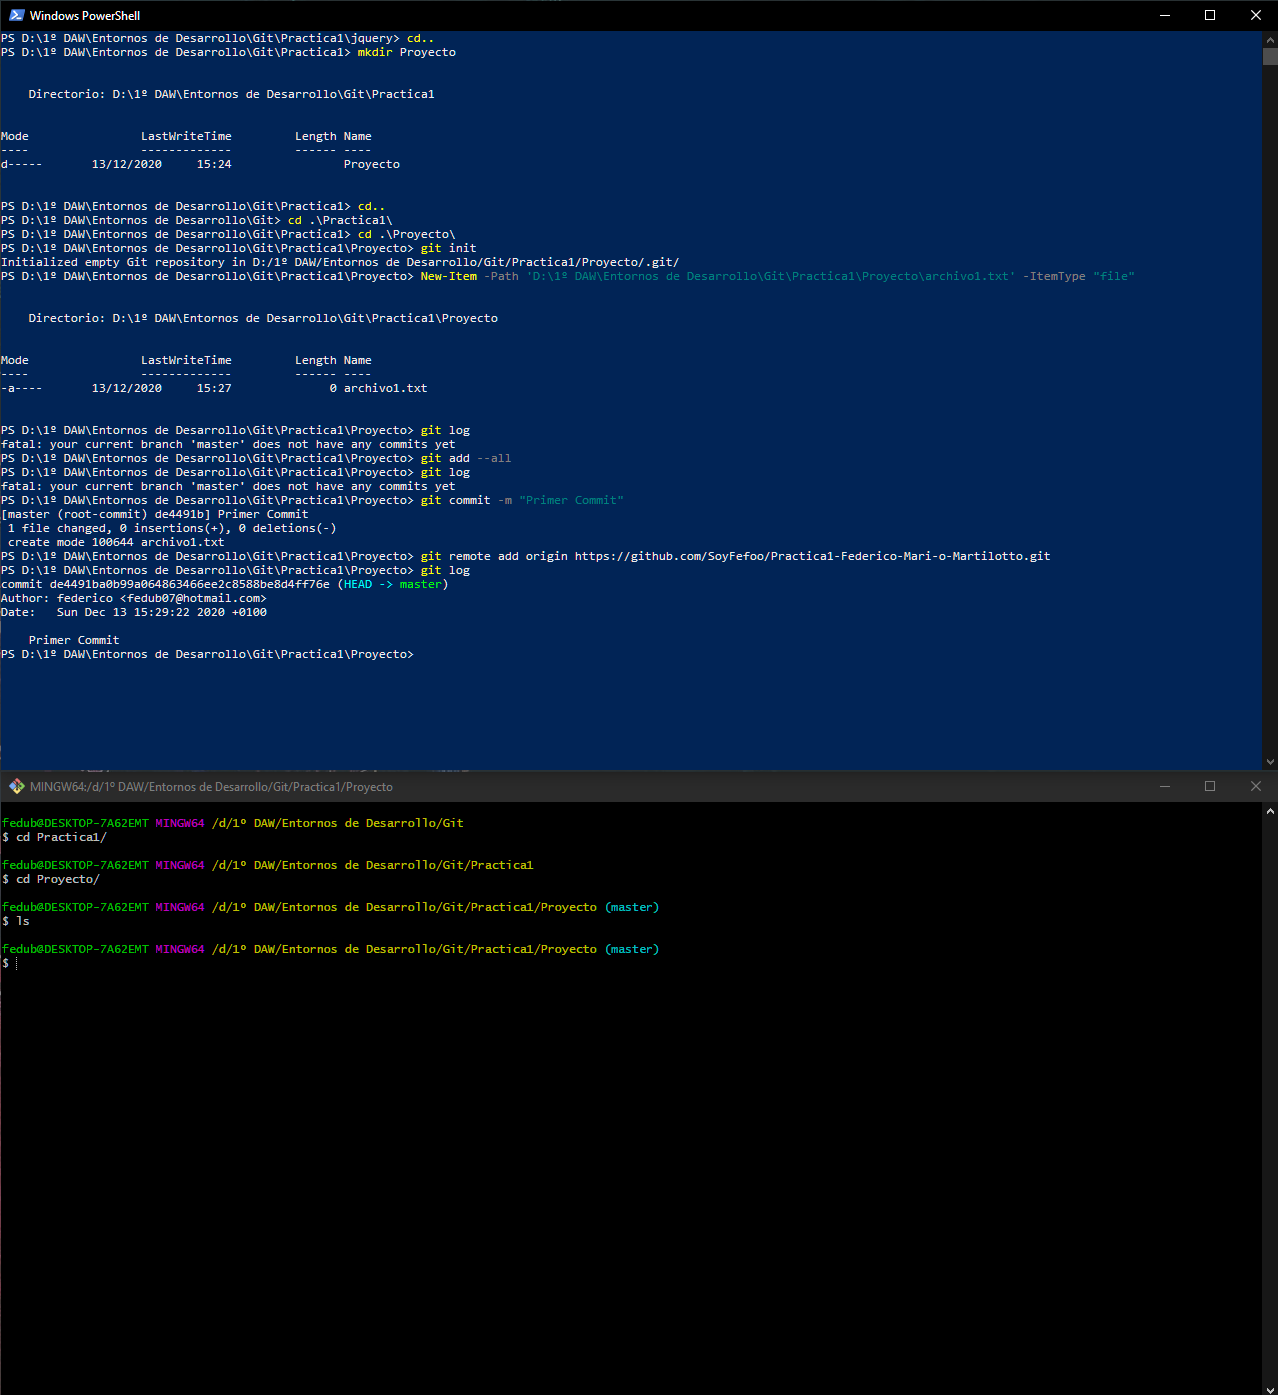 Windows PowerShell
PS D:\1º DAW\Entornos de Desarrollo\Git\Practica1\jquery> cd..
PS D:\1º DAW\Entornos de Desarrollo\Git\Practica1> mkdir Proyecto
Directorio: D:\1º DAW\Entornos de Desarrollo\Git\Practica1
Mode LastWriteTime Length Name
---- ------------- ------ ----
d----- 13/12/2020 15:24 Proyecto
PS D:\1º DAW\Entornos de Desarrollo\Git\Practica1> cd..
PS D:\1º DAW\Entornos de Desarrollo\Git> cd .\Practica1\
PS D:\1º DAW\Entornos de Desarrollo\Git\Practica1> cd .\Proyecto\
PS D:\1º DAW\Entornos de Desarrollo\Git\Practica1\Proyecto> git init
Initialized empty Git repository in D:/1º DAW/Entornos de Desarrollo/Git/Practica1/Proyecto/.git/
PS D:\1º DAW\Entornos de Desarrollo\Git\Practica1\Proyecto> New-Item -Path 'D:\1º DAW\Entornos de Desarrollo\Git\Practica1\Proyecto\archivo1.txt' -ItemType "file"
Directorio: D:\1º DAW\Entornos de Desarrollo\Git\Practica1\Proyecto
Mode LastWriteTime Length Name
---- ------------- ------ ----
-a---- 13/12/2020 15:27 0 archivo1.txt
PS D:\1º DAW\Entornos de Desarrollo\Git\Practica1\Proyecto> git log
fatal: your current branch 'master' does not have any commits yet
PS D:\1º DAW\Entornos de Desarrollo\Git\Practica1\Proyecto> git add --all
PS D:\1º DAW\Entornos de Desarrollo\Git\Practica1\Proyecto> git log
fatal: your current branch 'master' does not have any commits yet
PS D:\1º DAW\Entornos de Desarrollo\Git\Practica1\Proyecto> git commit -m "Primer Commit"
[master (root-commit) de4491b] Primer Commit
1 file changed, 0 insertions(+), 0 deletions(-)
create mode 100644 archivo1.txt
PS D:\1º DAW\Entornos de Desarrollo\Git\Practica1\Proyecto> git remote add origin https://github.com/SoyFefoo/Practica1-Federico-Mari-o-Martilotto.git
PS D:\1º DAW\Entornos de Desarrollo\Git\Practica1\Proyecto> git log
commit de4491ba0b99a064863466ee2c8588be8d4ff76e (HEAD -> master)
Author: federico <fedub07@hotmail.com>
Date: Sun Dec 13 15:29:22 2020 +0100
Primer Commit
PS D:\1º DAW\Entornos de Desarrollo\Git\Practica1\Proyecto>
MINGW64:/d/1º DAW/Entornos de Desarrollo/Git/Practica1/Proyecto
fedub@DESKTOP-7A62EMT MINGW64 /d/1º DAW/Entornos de Desarrollo/Git
$ cd Practica1/
fedub@DESKTOP-7A62EMT MINGW64 /d/1º DAW/Entornos de Desarrollo/Git/Practica1
$ cd Proyecto/
fedub@DESKTOP-7A62EMT MINGW64 /d/1º DAW/Entornos de Desarrollo/Git/Practica1/Proyecto (master)
$ ls
fedub@DESKTOP-7A62EMT MINGW64 /d/1º DAW/Entornos de Desarrollo/Git/Practica1/Proyecto (master)
$